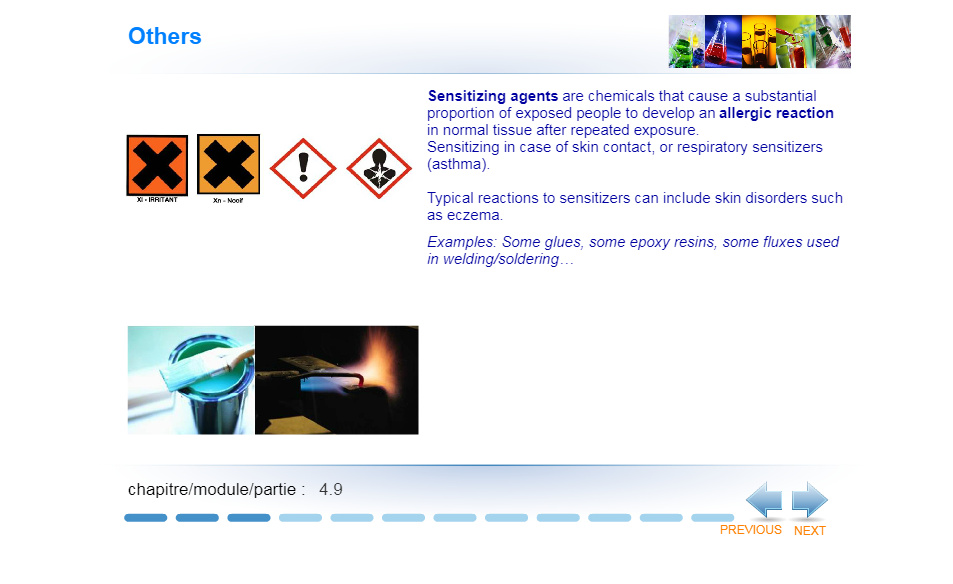 Others
Sensitizing agents are chemicals that cause a substantial
proportion of exposed people to develop an allergic reaction
in normal tissue after repeated exposure.
Sensitizing in case of skin contact, or respiratory sensitizers
(asthma).
Typical reactions to sensitizers can include skin disorders such
as eczema.
Examples: Some glues, some epoxy resins, some fluxes used
in welding/soldering…
XI - IRRITANT
Xn - Nocif
chapitre/module/partie : 4.9
PREVIOUS
NEXT